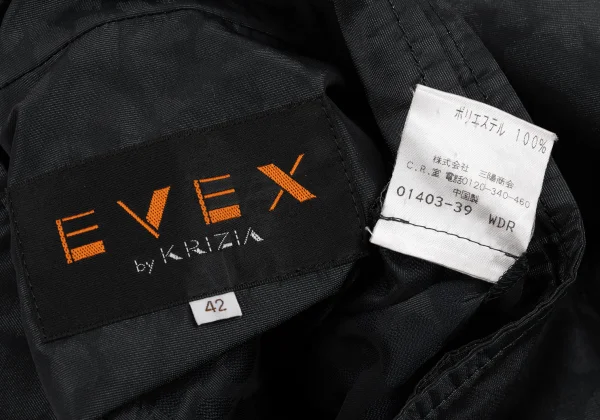 EVEX
by KRIZIA
42
ポリエステル 100%
株式会社 三陽商会
C.R.室 電話0120-340-460
中国製
01403-39 WDR